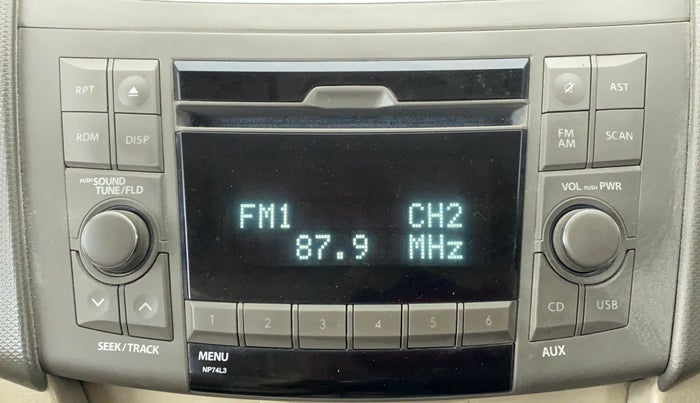 RPT
AST
RDM
DISP
FM
AM
SCAN
PUSH SOUND
TUNE/FLD
VOL PUSH PWR
FM1 CH2
87.9 MHz
CD
USB
1 2 3 4 5 6
SEEK/TRACK
MENU
AUX
NP74L3